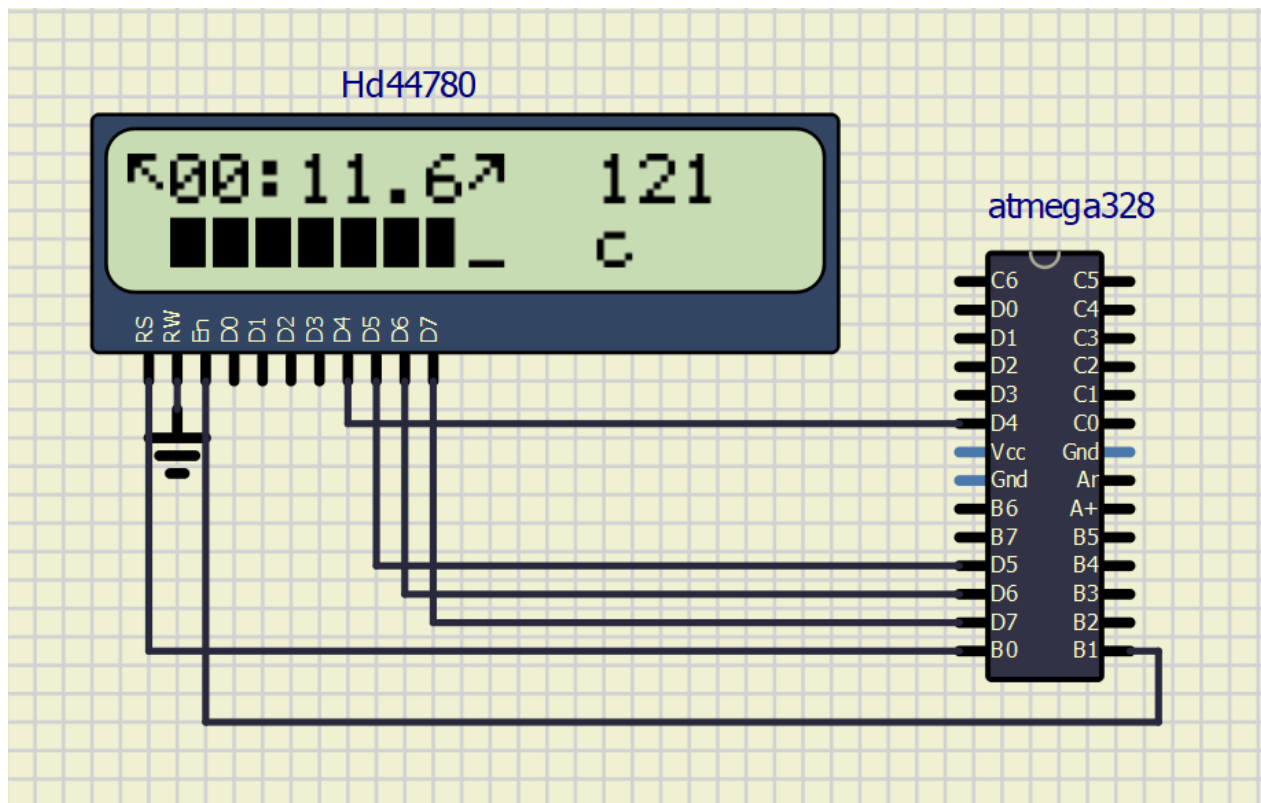 Hd44780
↖00:11.6↗ 121
███████_ c
RS RW En D0 D1 D2 D3 D4 D5 D6 D7
atmega328
C6 C5
D0 C4
D1 C3
D2 C2
D3 C1
D4 C0
Vcc Gnd
Gnd Ar
B6 A+
B7 B5
D5 B4
D6 B3
D7 B2
B0 B1